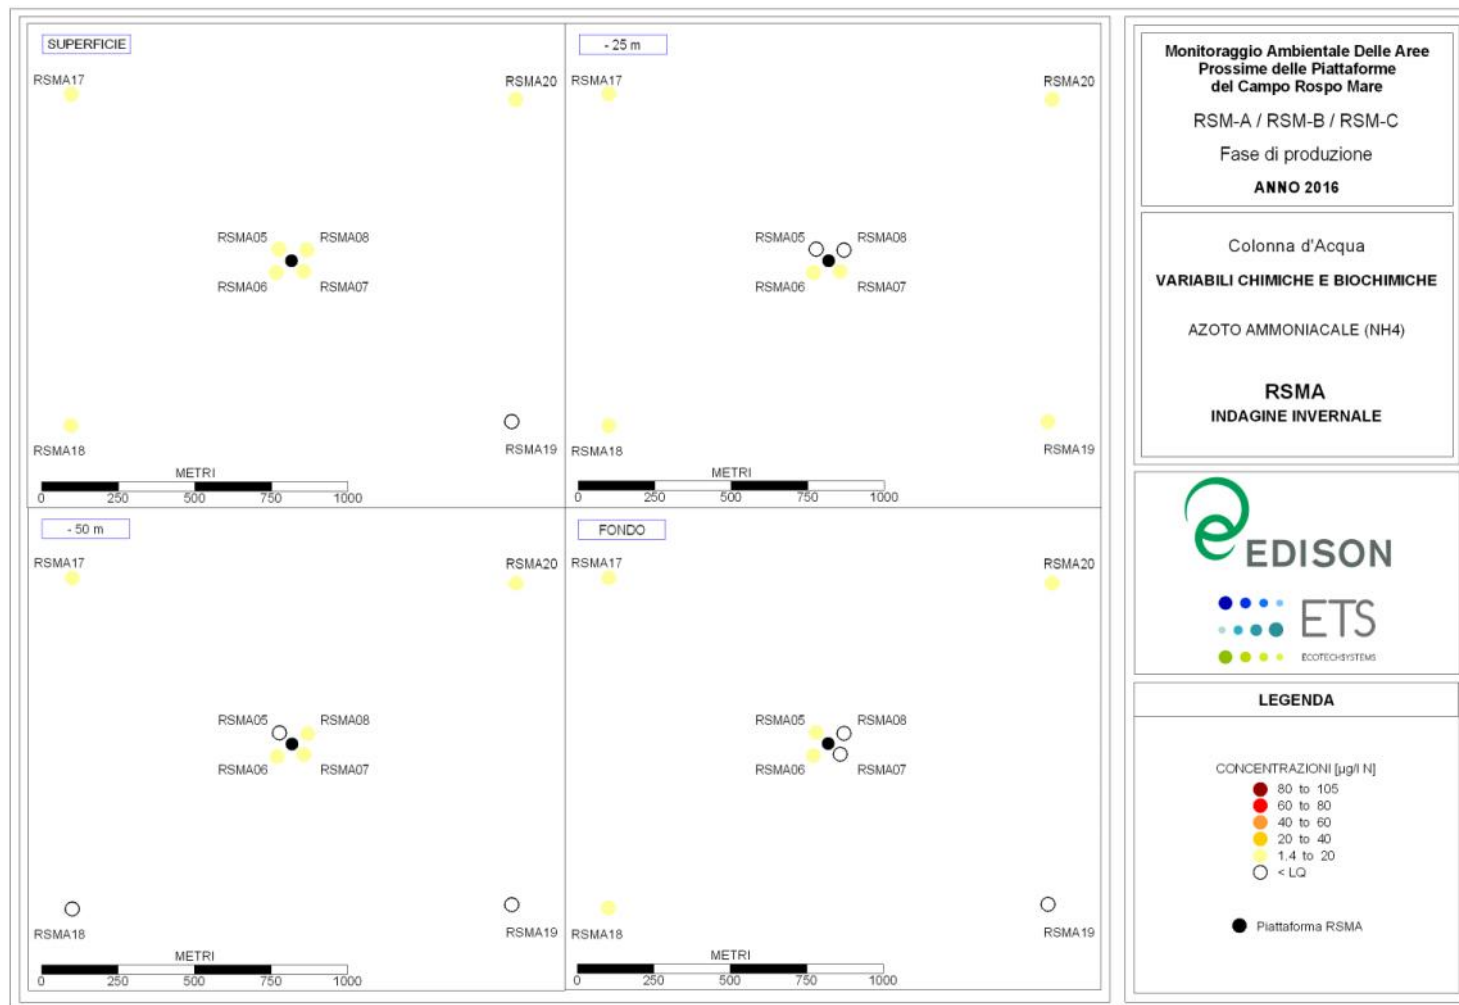 SUPERFICIE
RSMA17
RSMA20
RSMA05
RSMA08
RSMA06
RSMA07
RSMA18
RSMA19
METRI
0 250 500 750 1000
- 25 m
RSMA17
RSMA20
RSMA05
RSMA08
RSMA06
RSMA07
RSMA18
RSMA19
METRI
0 250 500 750 1000
- 50 m
RSMA17
RSMA20
RSMA05
RSMA08
RSMA06
RSMA07
RSMA18
RSMA19
METRI
0 250 500 750 1000
FONDO
RSMA17
RSMA20
RSMA05
RSMA08
RSMA06
RSMA07
RSMA18
RSMA19
METRI
0 250 500 750 1000
Monitoraggio Ambientale Delle Aree
Prossime delle Piattaforme
del Campo Rospo Mare
RSM-A / RSM-B / RSM-C
Fase di produzione
ANNO 2016
Colonna d'Acqua
VARIABILI CHIMICHE E BIOCHIMICHE
AZOTO AMMONIACALE (NH4)
RSMA
INDAGINE INVERNALE
EDISON
ETS
ECOTECHSYSTEMS
LEGENDA
CONCENTRAZIONI [µg/l N]
80 to 105
60 to 80
40 to 60
20 to 40
1.4 to 20
< LQ
Piattaforma RSMA